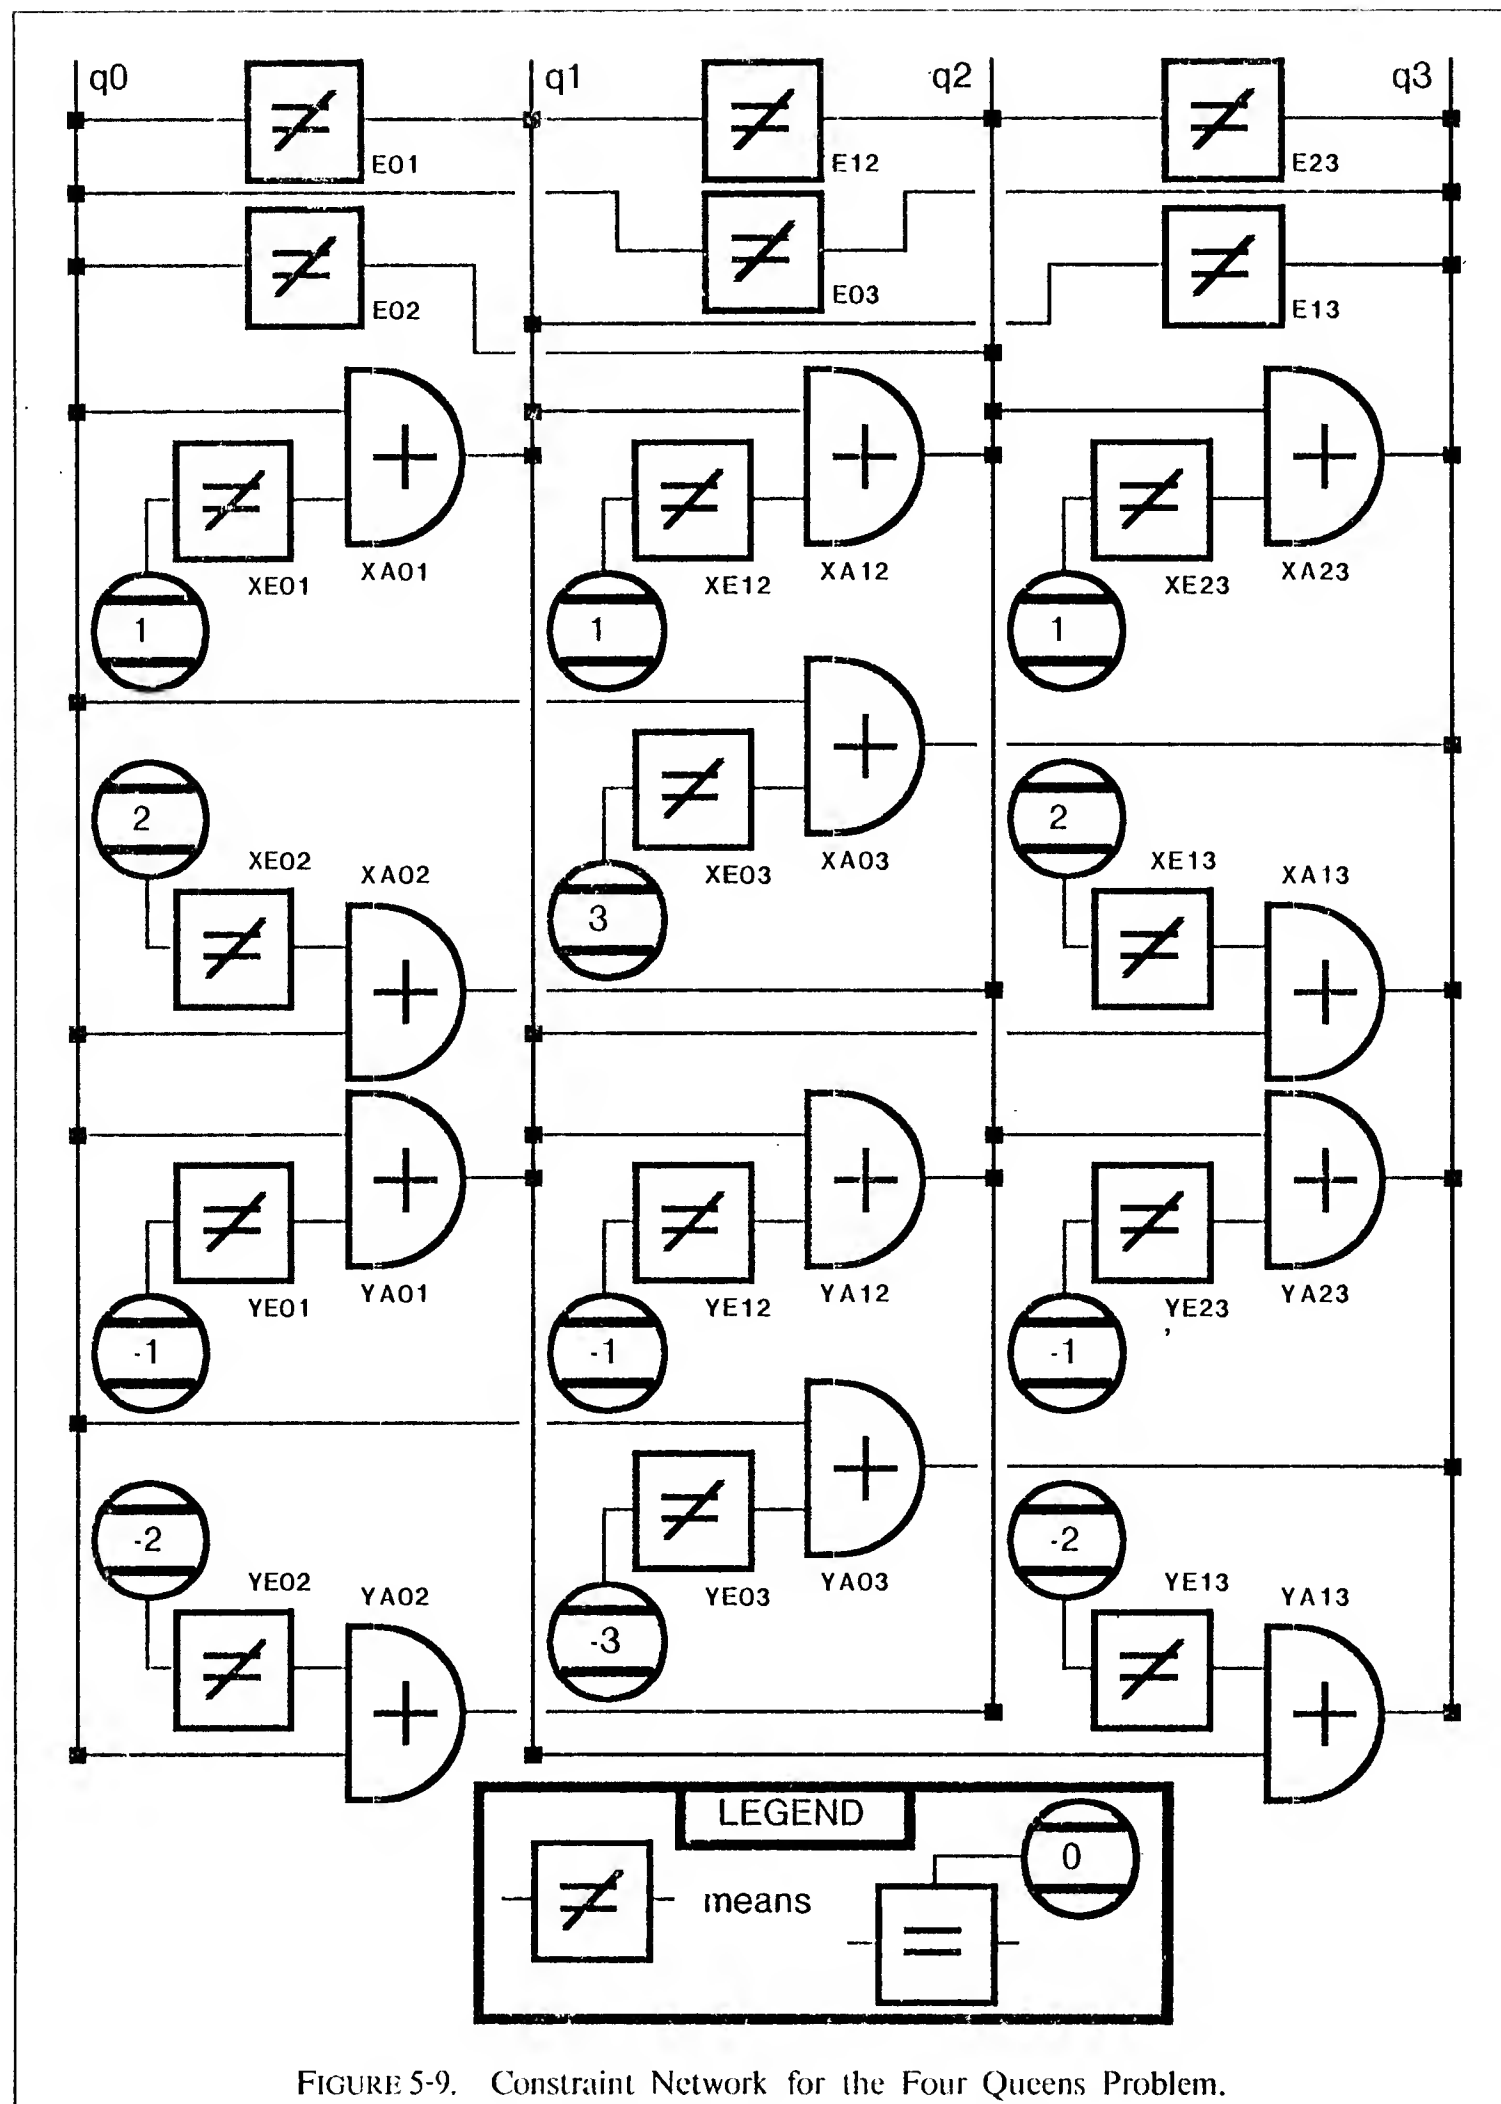 q0 q1 q2 q3
E01 E12 E23
E02 E03 E13
XE01 XA01 XE12 XA12 XE23 XA23
1 1 1
2 2
XE02 XA02 XE03 XA03 XE13 XA13
3
YE01 YA01 YE12 YA12 YE23 YA23
-1 -1 -1
-2 -2
YE02 YA02 YE03 YA03 YE13 YA13
-3
LEGEND
means
0
FIGURE 5-9. Constraint Network for the Four Queens Problem.